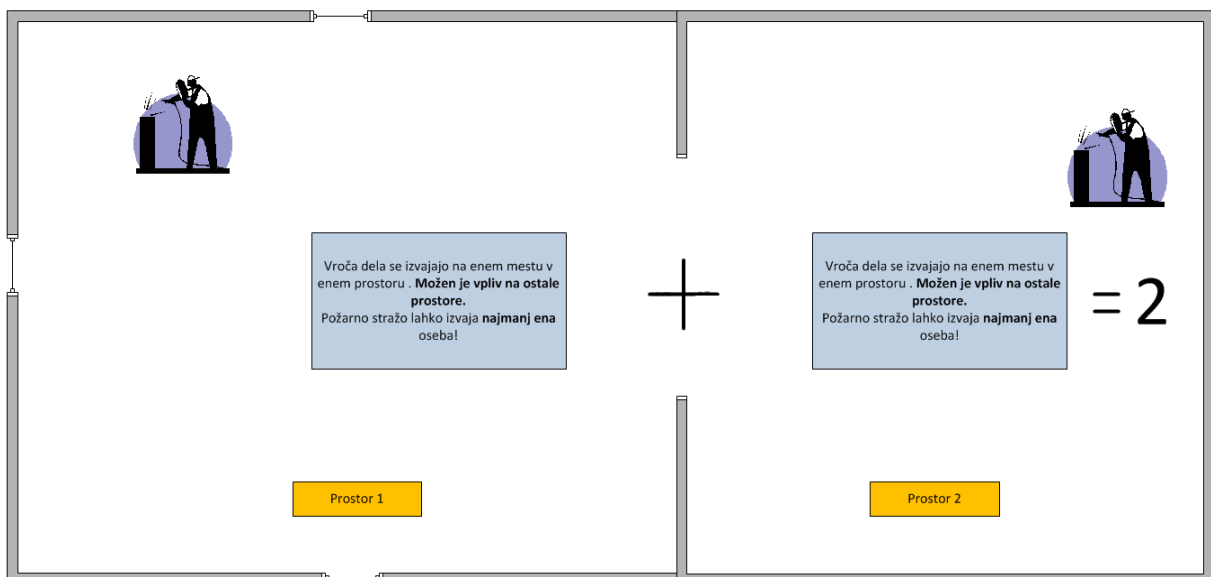 Vroča dela se izvajajo na enem mestu v
enem prostoru . Možen je vpliv na ostale
prostore.
Požarno stražo lahko izvaja najmanj ena
oseba!
+
Vroča dela se izvajajo na enem mestu v
enem prostoru . Možen je vpliv na ostale
prostore.
Požarno stražo lahko izvaja najmanj ena
oseba!
= 2
Prostor 1
Prostor 2